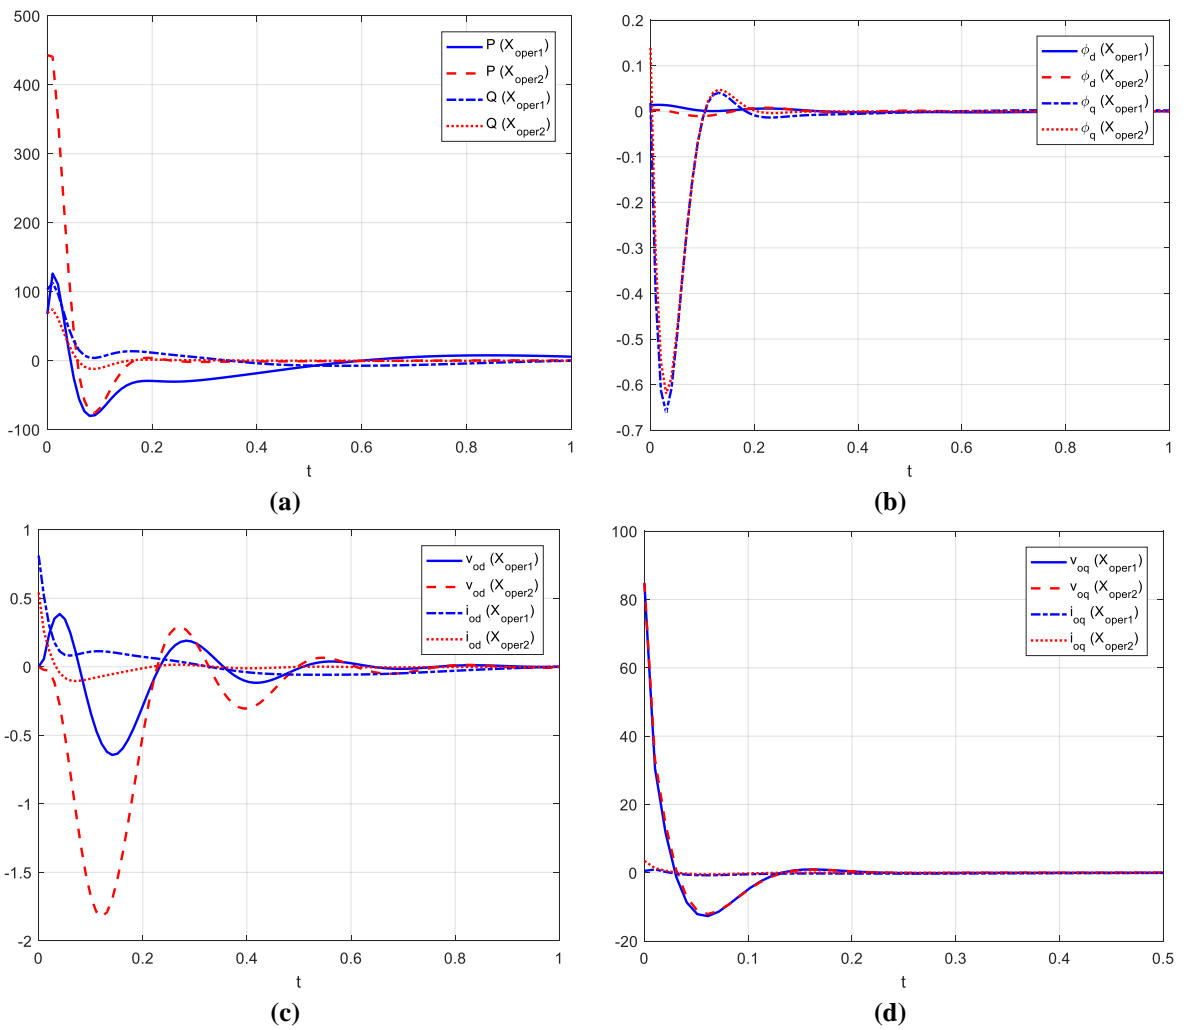 500
400
300
200
100
0
-100
0
0.2
0.4
0.6
0.8
1
t
P (X_oper1)
P (X_oper2)
Q (X_oper1)
Q (X_oper2)
(a)
0.2
0.1
0
-0.1
-0.2
-0.3
-0.4
-0.5
-0.6
-0.7
0
0.2
0.4
0.6
0.8
1
t
ϕ_d (X_oper1)
ϕ_d (X_oper2)
ϕ_q (X_oper1)
ϕ_q (X_oper2)
(b)
1
0.5
0
-0.5
-1
-1.5
-2
0
0.2
0.4
0.6
0.8
1
t
v_od (X_oper1)
v_od (X_oper2)
i_od (X_oper1)
i_od (X_oper2)
(c)
100
80
60
40
20
0
-20
0
0.1
0.2
0.3
0.4
0.5
t
v_oq (X_oper1)
v_oq (X_oper2)
i_oq (X_oper1)
i_oq (X_oper2)
(d)